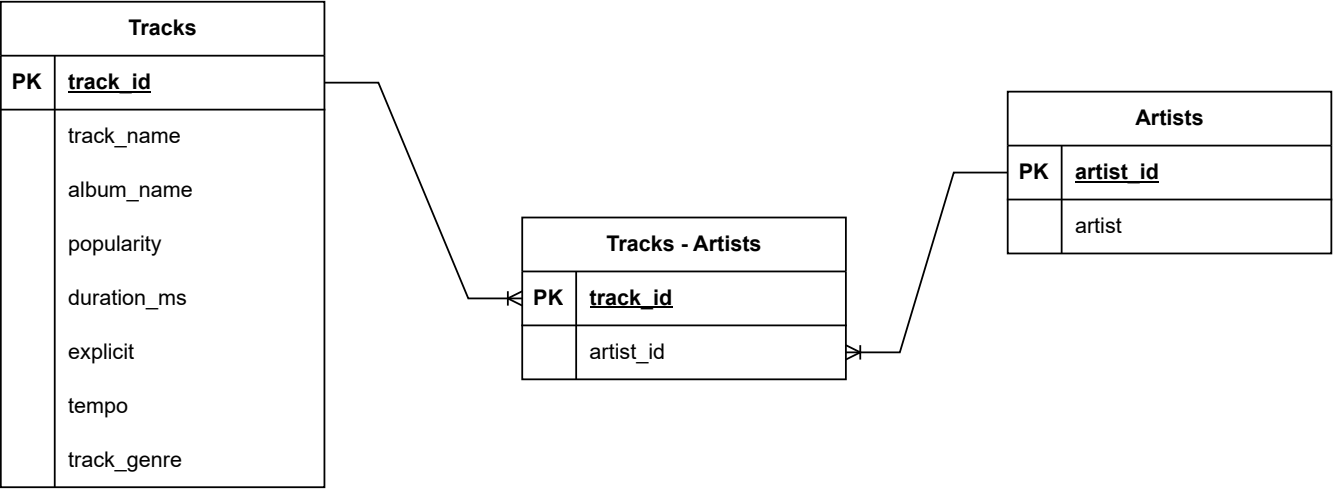 Tracks
PK track_id
track_name
album_name
popularity
duration_ms
explicit
tempo
track_genre
Tracks - Artists
PK track_id
artist_id
Artists
PK artist_id
artist